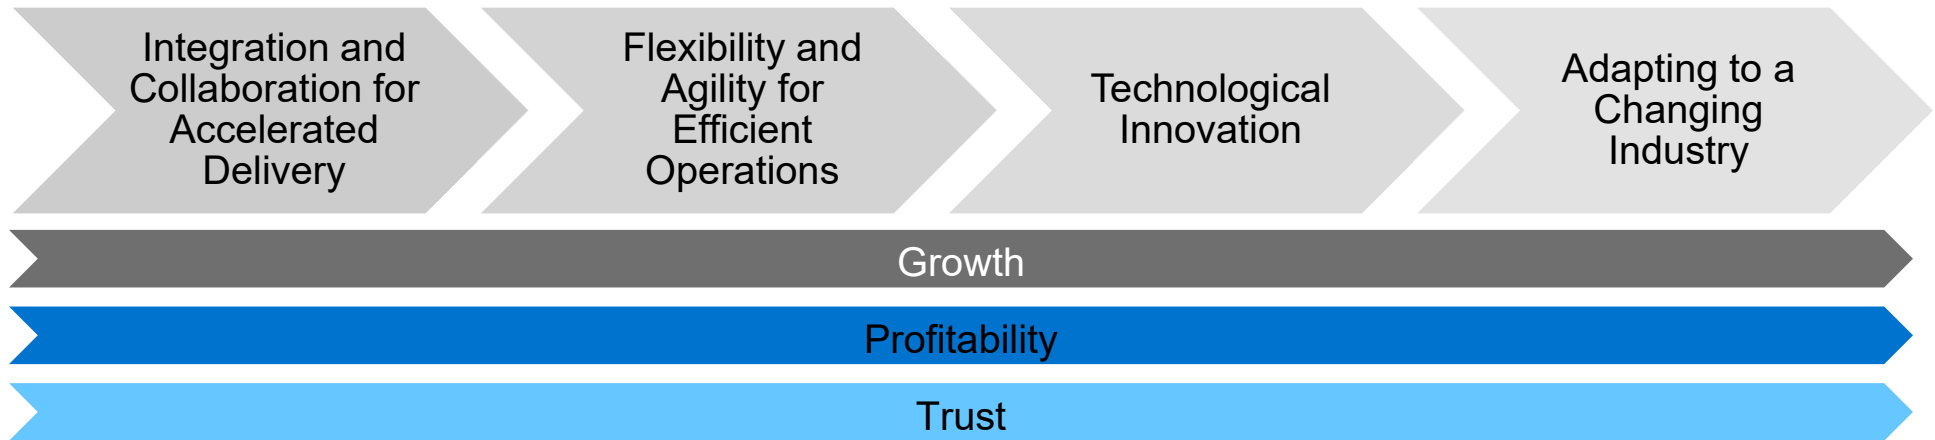 Integration and
Collaboration for
Accelerated
Delivery
Flexibility and
Agility for
Efficient
Operations
Technological
Innovation
Adapting to a
Changing
Industry
Growth
Profitability
Trust